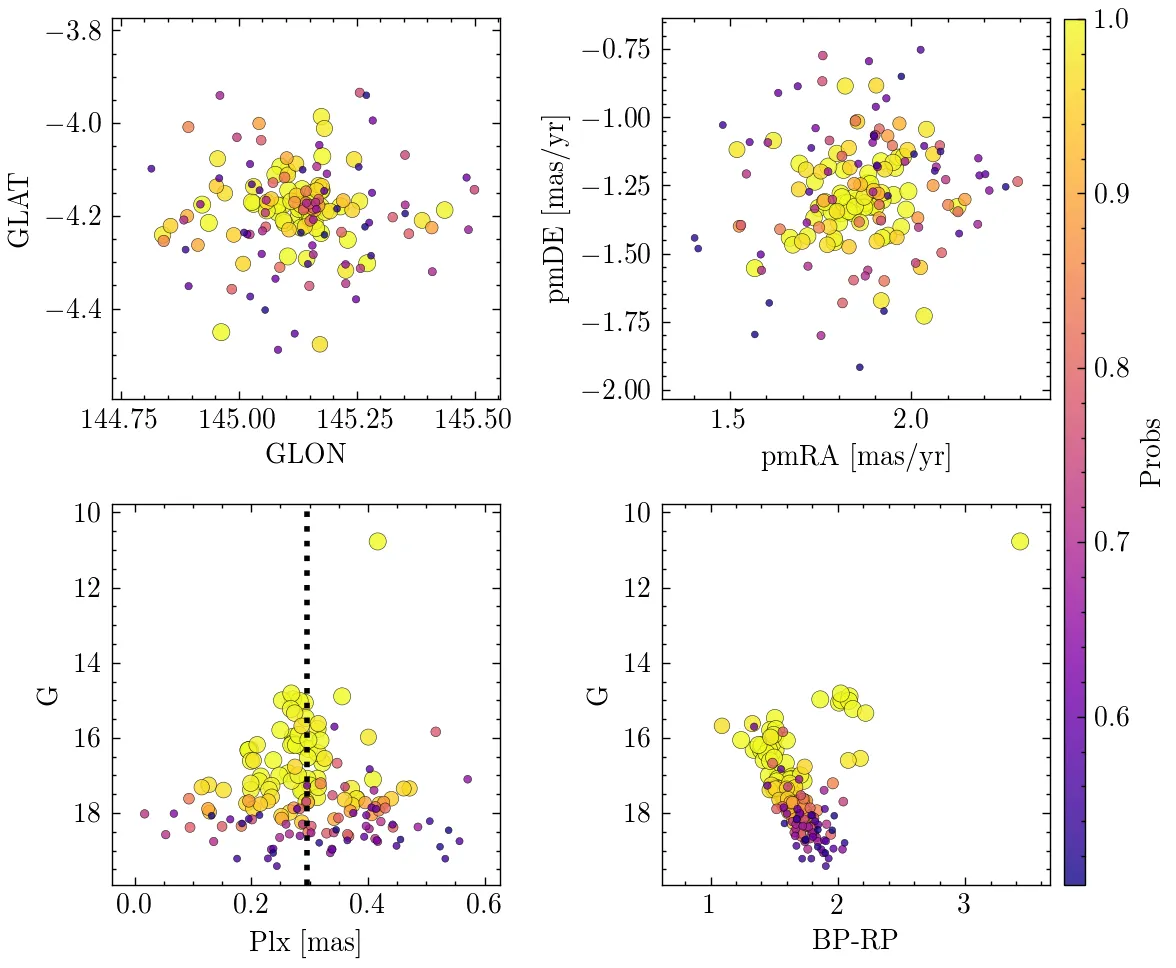 −3.8
−4.0
−4.2
−4.4
GLAT
144.75 145.00 145.25 145.50
GLON
−0.75
−1.00
−1.25
−1.50
−1.75
−2.00
pmDE [mas/yr]
1.5 2.0
pmRA [mas/yr]
1.0
0.9
0.8
0.7
0.6
Probs
10
12
14
16
18
G
0.0 0.2 0.4 0.6
Plx [mas]
10
12
14
16
18
G
1 2 3
BP-RP